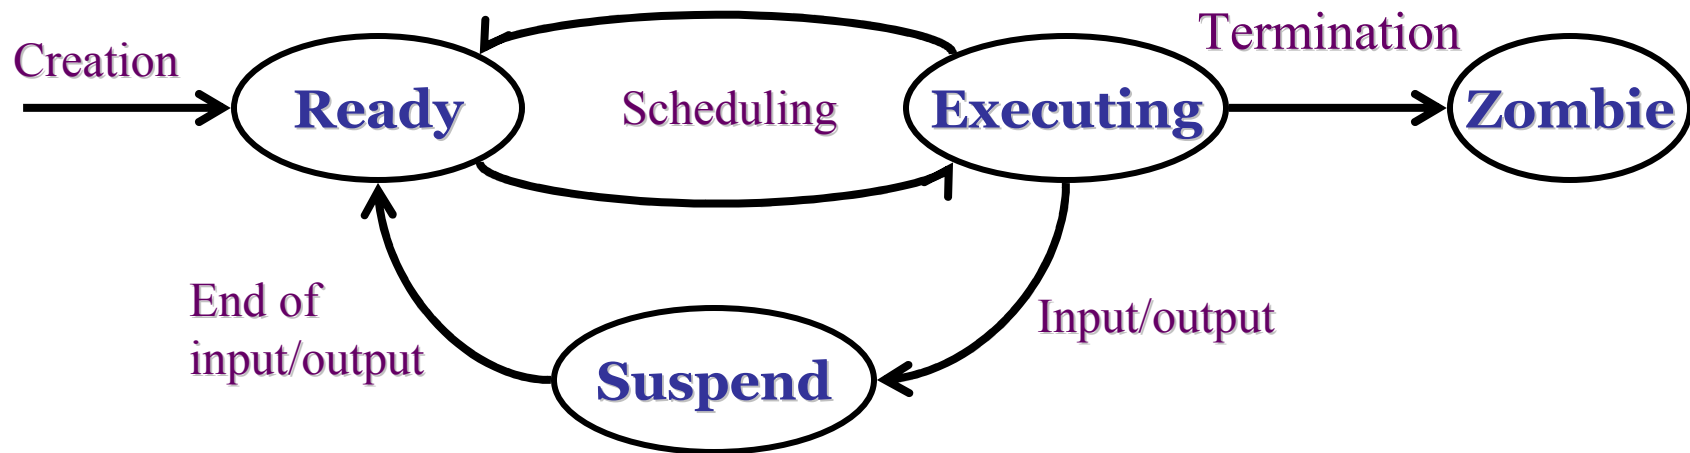 Creation
Ready
Scheduling
Executing
Termination
Zombie
End of
input/output
Suspend
Input/output